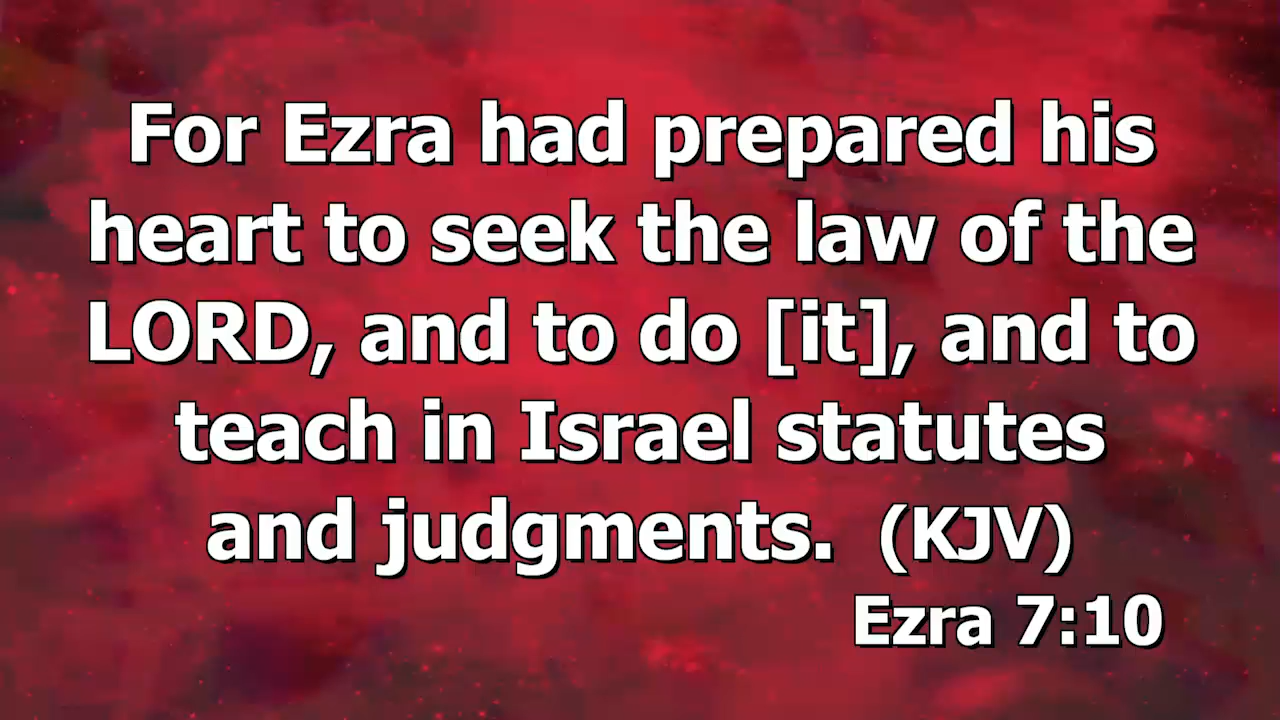 For Ezra had prepared his
heart to seek the law of the
LORD, and to do [it], and to
teach in Israel statutes
and judgments. (KJV)
Ezra 7:10